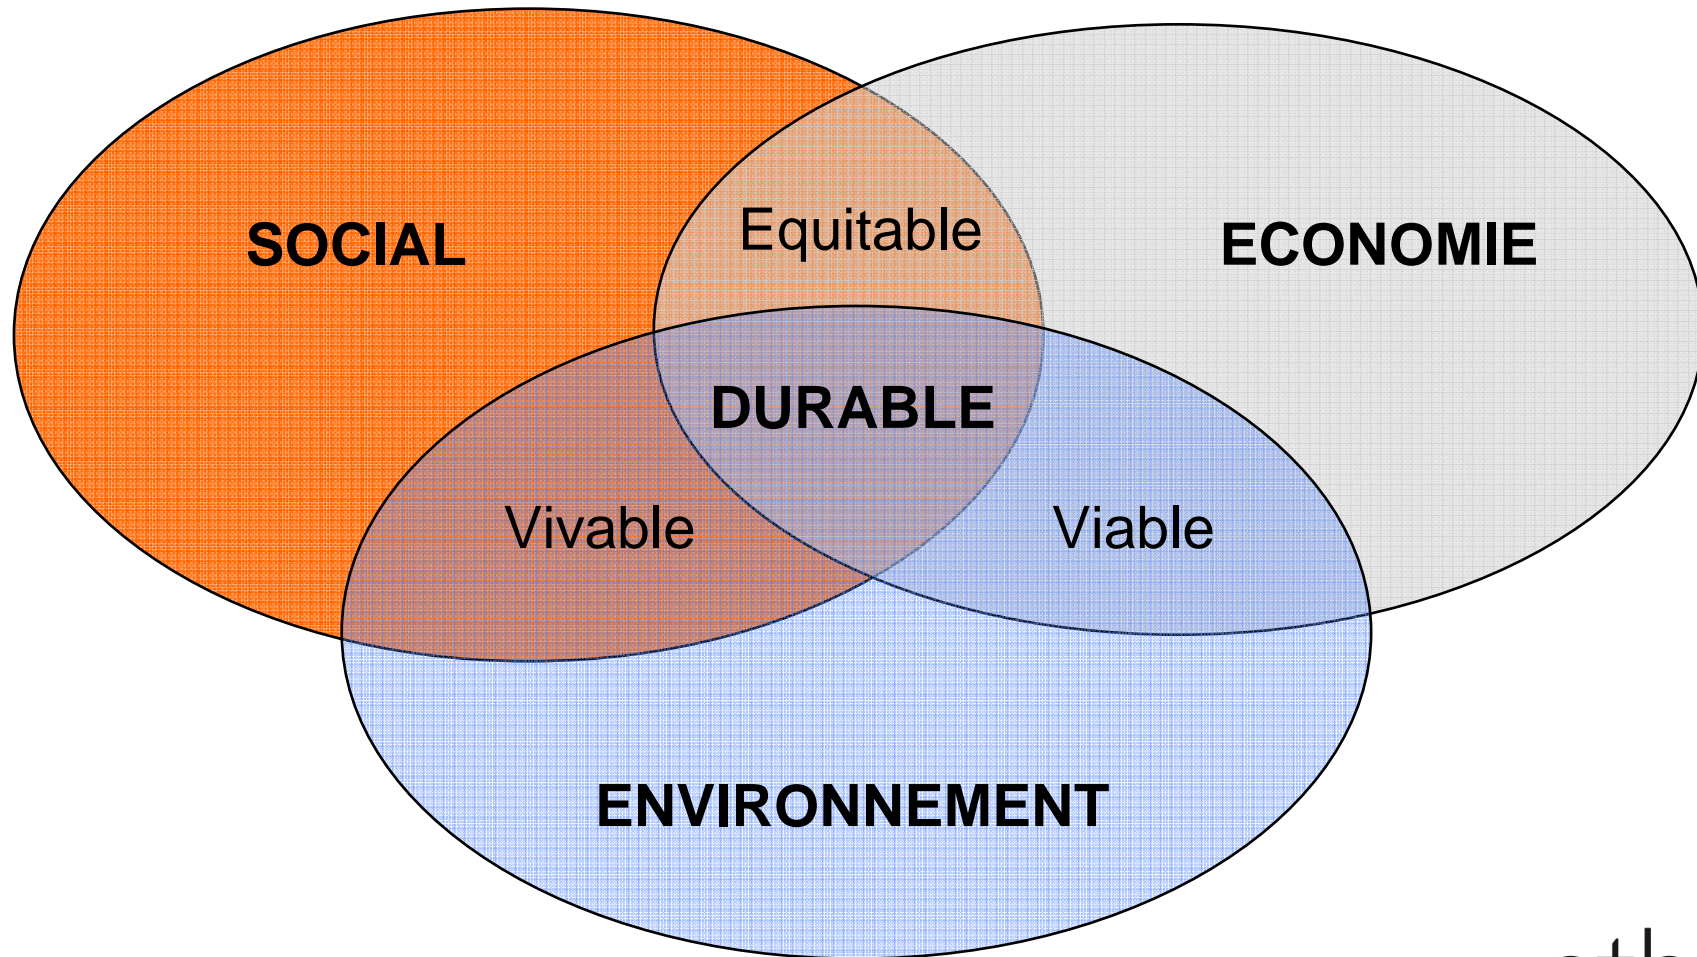 Equitable
SOCIAL
ECONOMIE
DURABLE
Vivable
Viable
ENVIRONNEMENT